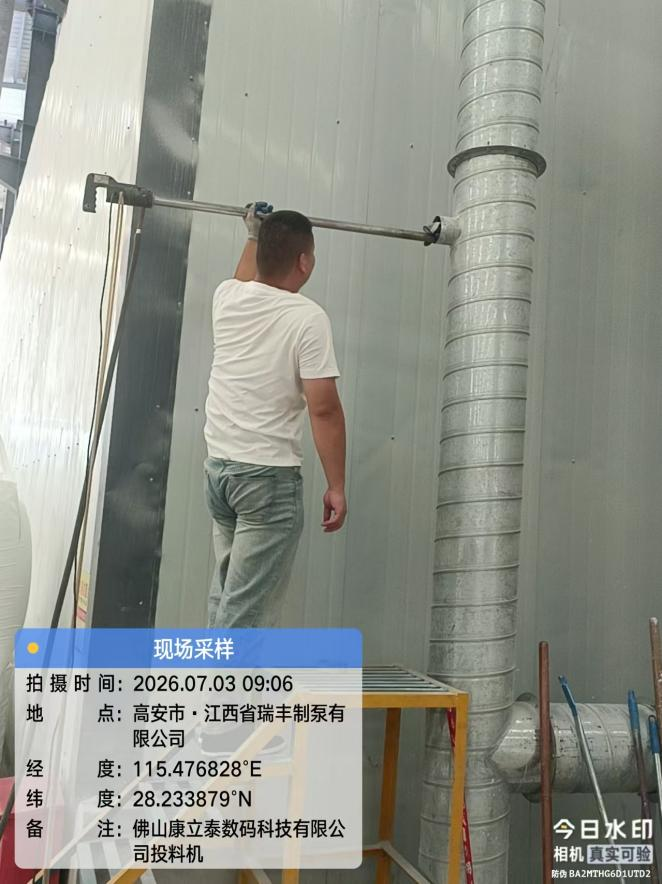 现场采样
拍摄时间：2026.07.03 09:06
地点：高安市·江西省瑞丰制泵有
限公司
经度：115.476828°E
纬度：28.233879°N
备注：佛山康立泰数码科技有限公
司投料机
今日水印
相机 真实可验
防伪 BA2MTHG6D1UTD2